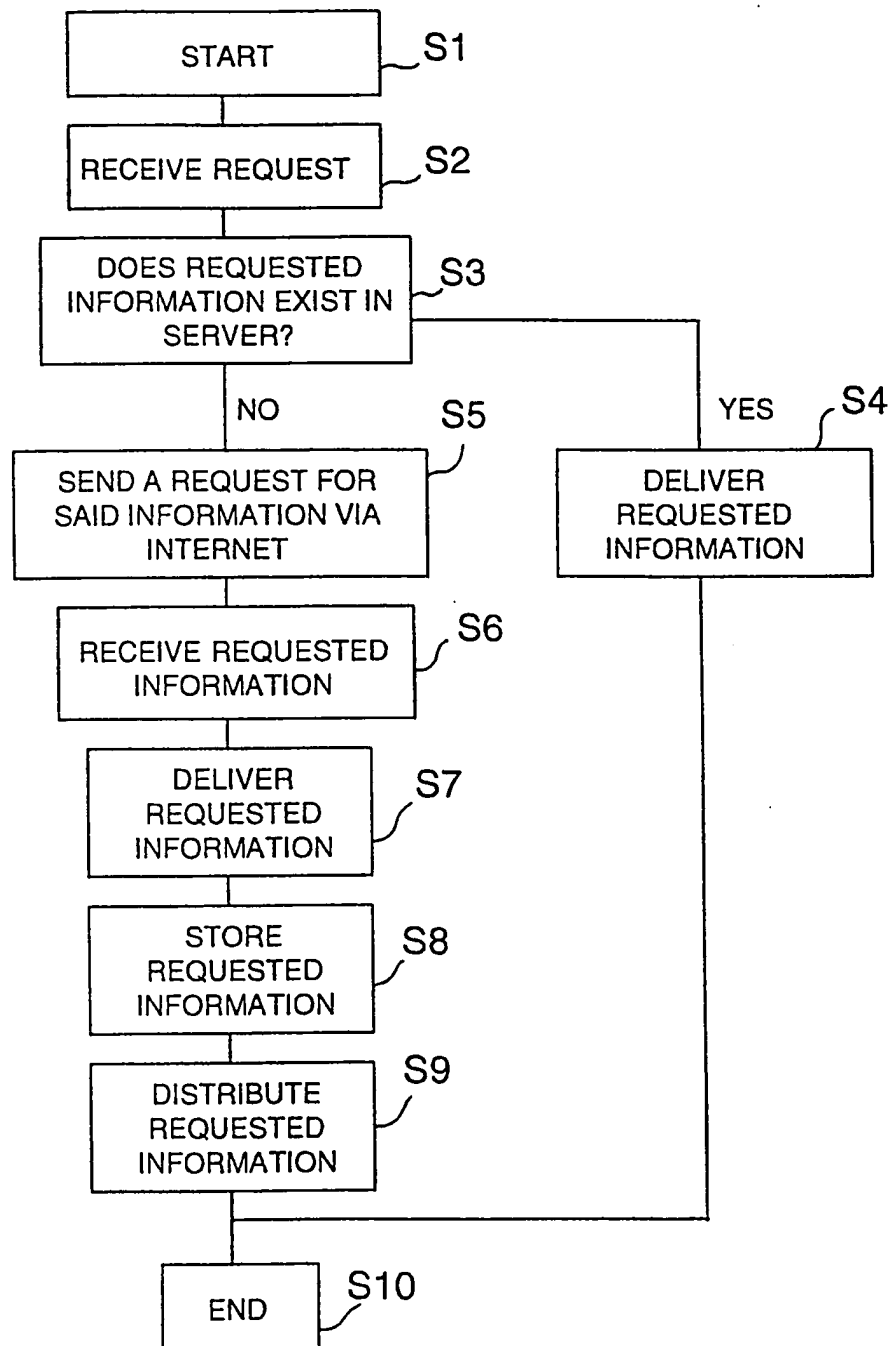 START
S1
RECEIVE REQUEST
S2
DOES REQUESTED
INFORMATION EXIST IN
SERVER?
S3
NO
YES
S4
DELIVER
REQUESTED
INFORMATION
S5
SEND A REQUEST FOR
SAID INFORMATION VIA
INTERNET
S6
RECEIVE REQUESTED
INFORMATION
S7
DELIVER
REQUESTED
INFORMATION
S8
STORE
REQUESTED
INFORMATION
S9
DISTRIBUTE
REQUESTED
INFORMATION
END
S10